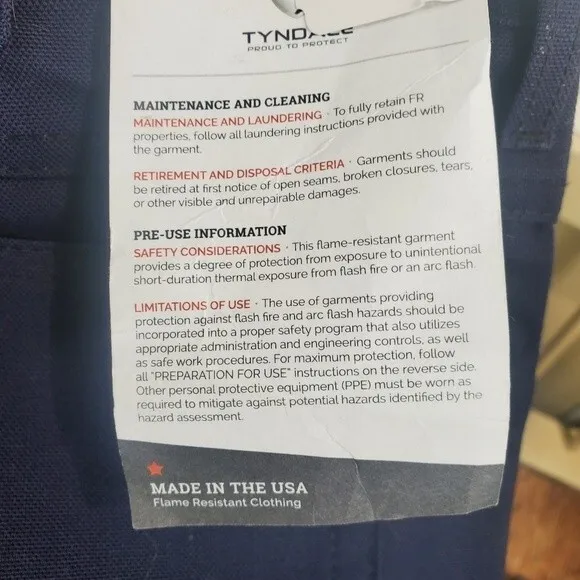 TYNDALE
PROUD TO PROTECT
MAINTENANCE AND CLEANING
MAINTENANCE AND LAUNDERING · To fully retain FR
properties, follow all laundering instructions provided with
the garment.
RETIREMENT AND DISPOSAL CRITERIA · Garments should
be retired at first notice of open seams, broken closures, tears,
or other visible and unrepairable damages.
PRE-USE INFORMATION
SAFETY CONSIDERATIONS · This flame-resistant garment
provides a degree of protection from exposure to unintentional
short-duration thermal exposure from flash fire or an arc flash.
LIMITATIONS OF USE · The use of garments providing
protection against flash fire and arc flash hazards should be
incorporated into a proper safety program that also utilizes
appropriate administration and engineering controls, as well
as safe work procedures. For maximum protection, follow
all "PREPARATION FOR USE" instructions on the reverse side.
Other personal protective equipment (PPE) must be worn as
required to mitigate against potential hazards identified by the
hazard assessment.
MADE IN THE USA
Flame Resistant Clothing